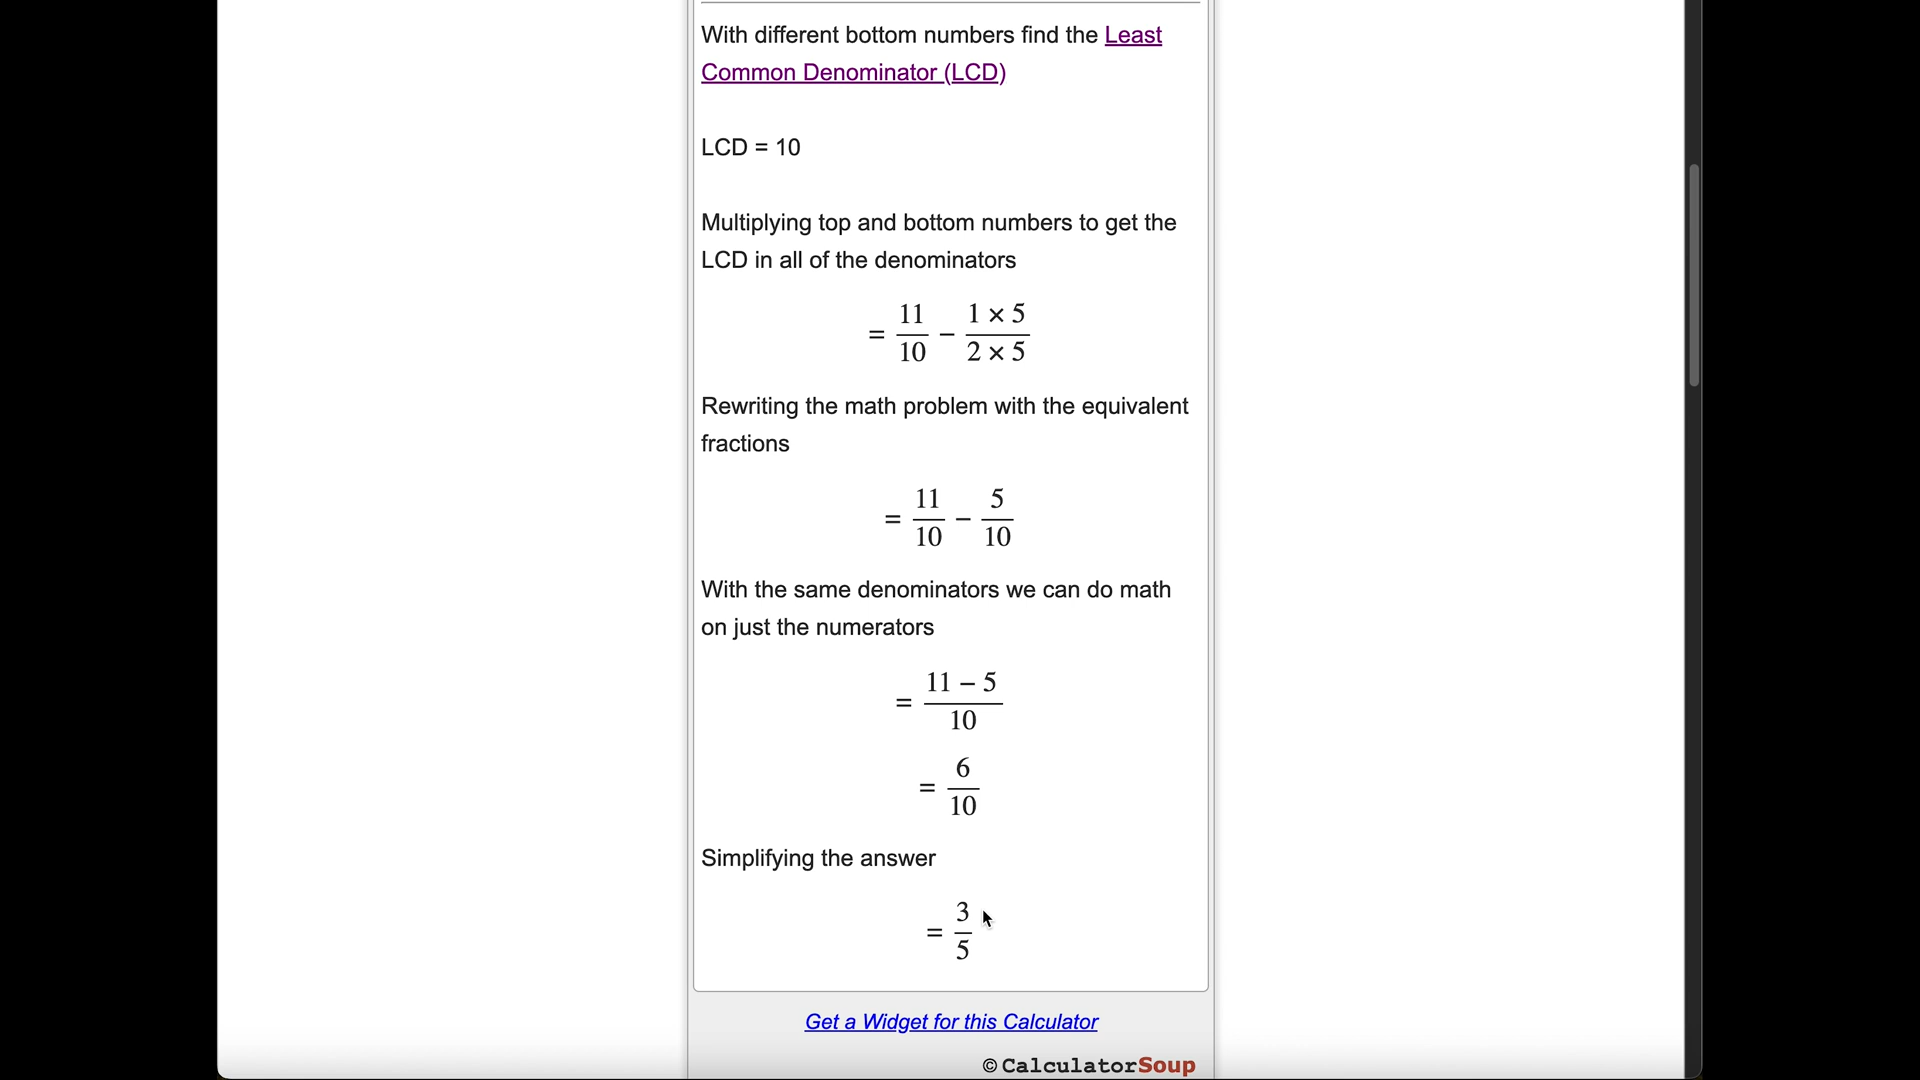 With different bottom numbers find the Least
Common Denominator (LCD)
LCD = 10
Multiplying top and bottom numbers to get the
LCD in all of the denominators
= 11/10 − 1 × 5/2 × 5
Rewriting the math problem with the equivalent
fractions
= 11/10 − 5/10
With the same denominators we can do math
on just the numerators
= 11 − 5/10
= 6/10
Simplifying the answer
= 3/5
Get a Widget for this Calculator
© CalculatorSoup